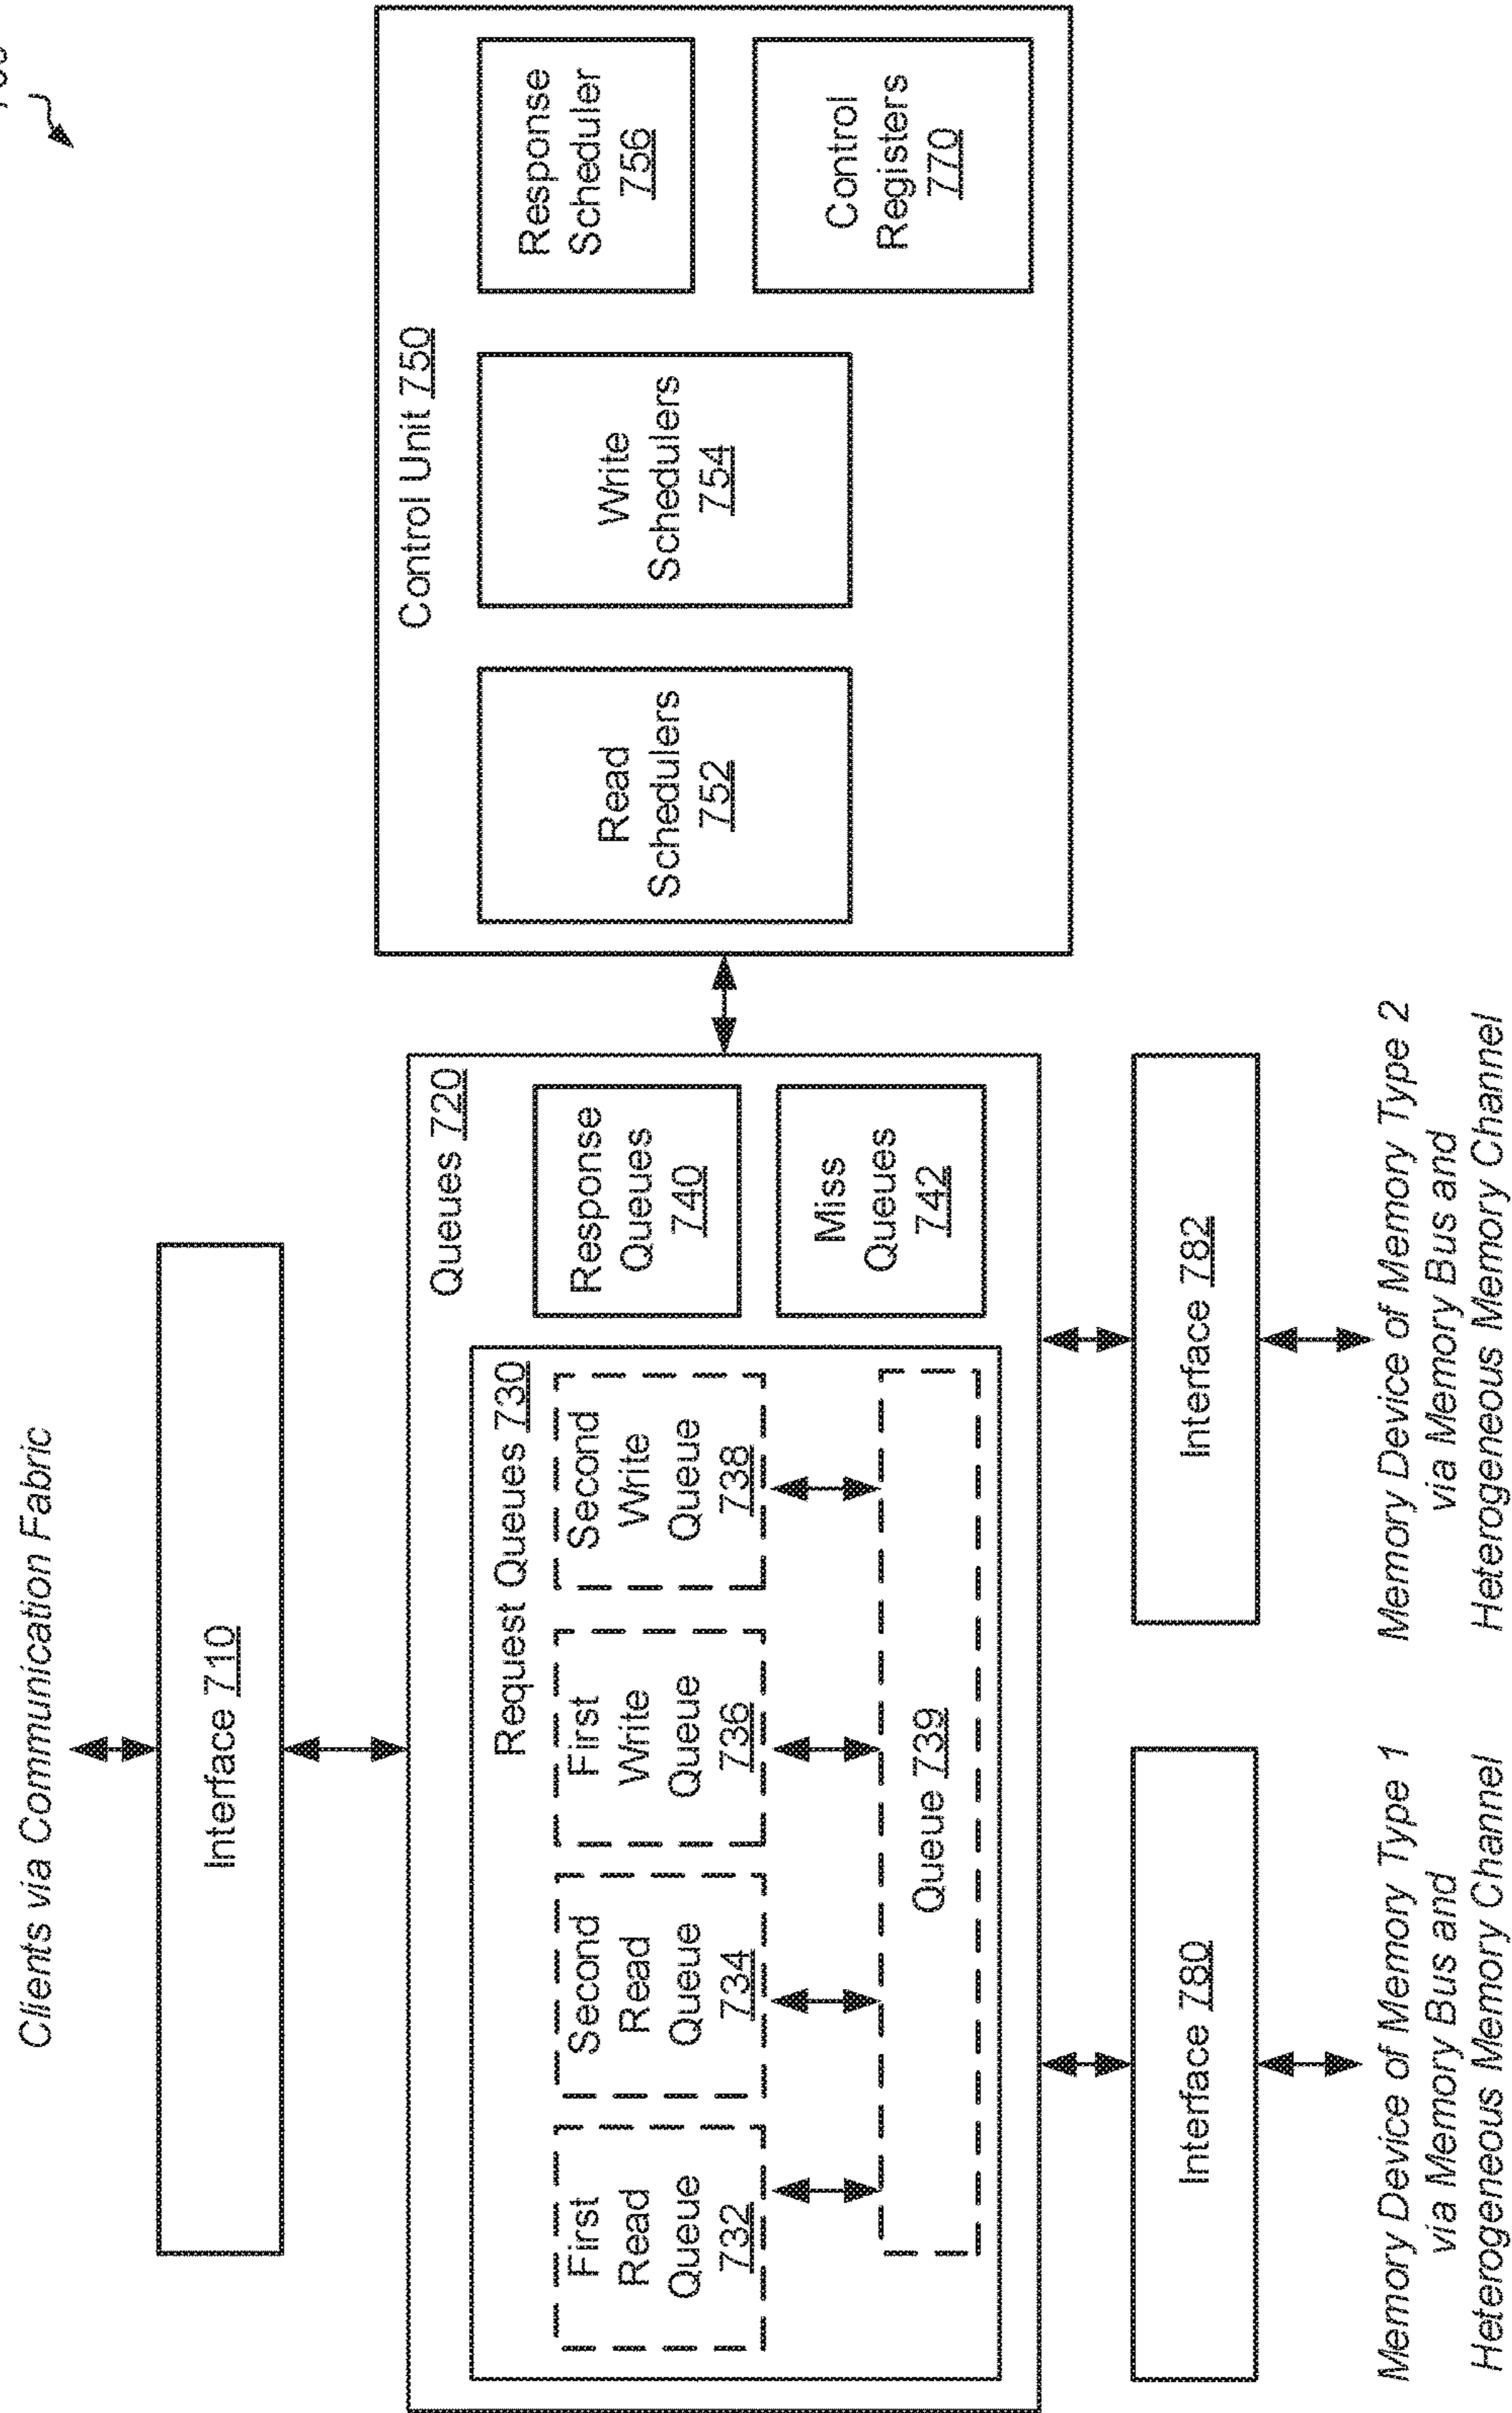 Clients via Communication Fabric
Interface 710
Queues 720
Request Queues 730
First
Read
Queue
732
Second
Read
Queue
734
First
Write
Queue
736
Second
Write
Queue
738
Queue 739
Response
Queues
740
Miss
Queues
742
Control Unit 750
Read
Schedulers
752
Write
Schedulers
754
Response
Scheduler
756
Control
Registers
770
Interface 780
Interface 782
Memory Device of Memory Type 1
via Memory Bus and
Heterogeneous Memory Channel
Memory Device of Memory Type 2
via Memory Bus and
Heterogeneous Memory Channel